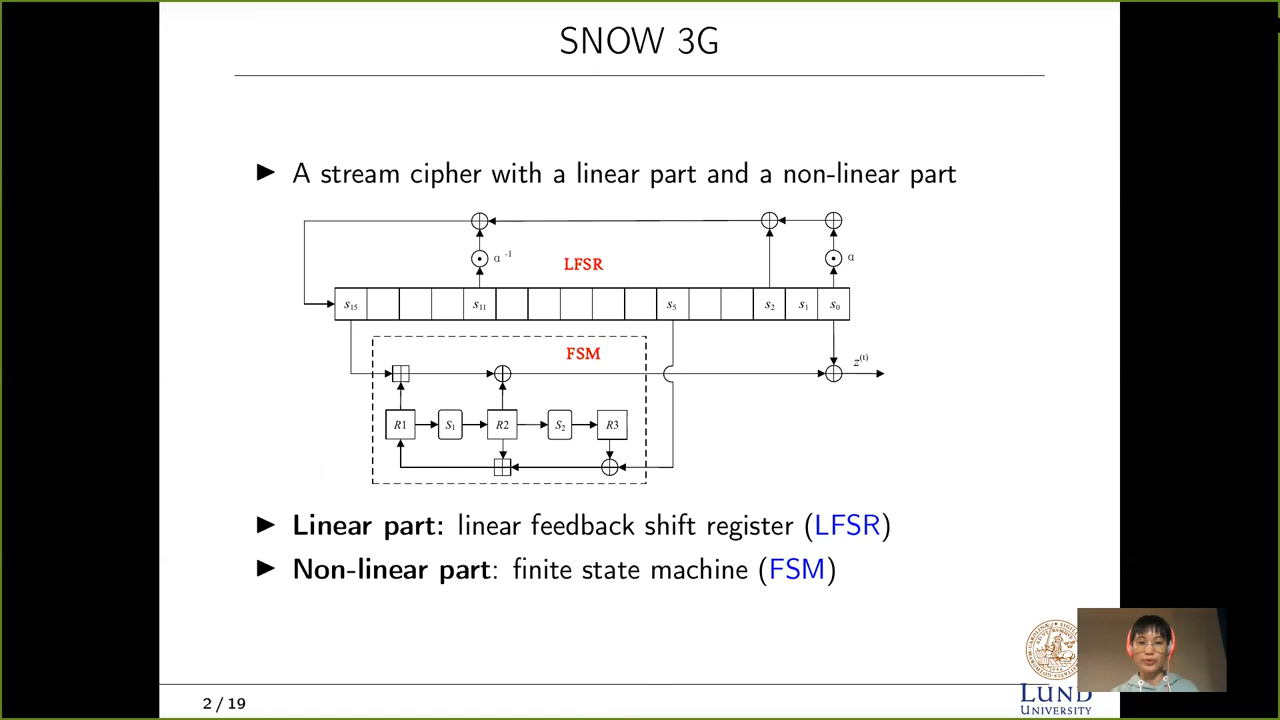 SNOW 3G
▶ A stream cipher with a linear part and a non-linear part
α⁻¹
LFSR
α
s₁₅ s₁₁ s₅ s₂ s₁ s₀
FSM
z⁽ᵗ⁾
R1 S₁ R2 S₂ R3
▶ Linear part: linear feedback shift register (LFSR)
▶ Non-linear part: finite state machine (FSM)
LUND
UNIVERSITY
2 / 19